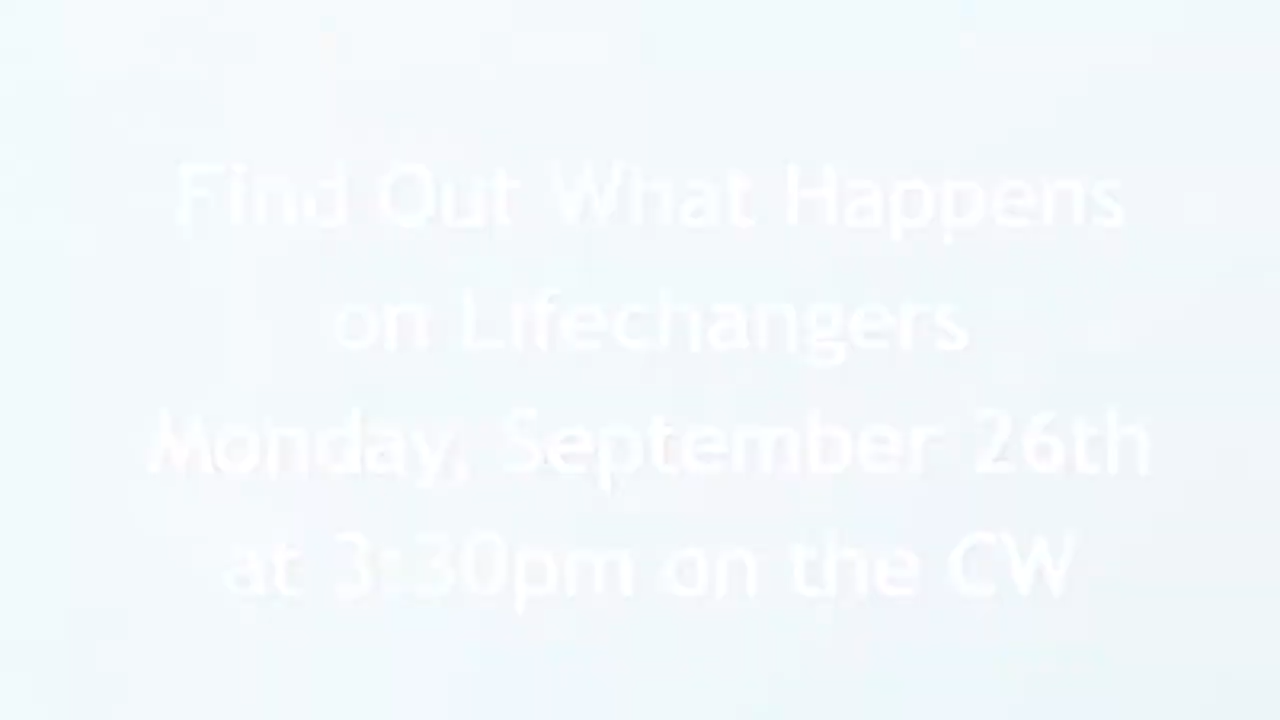 Find Out What Happens
on Lifechangers
Monday, September 26th
at 3:30pm on the CW